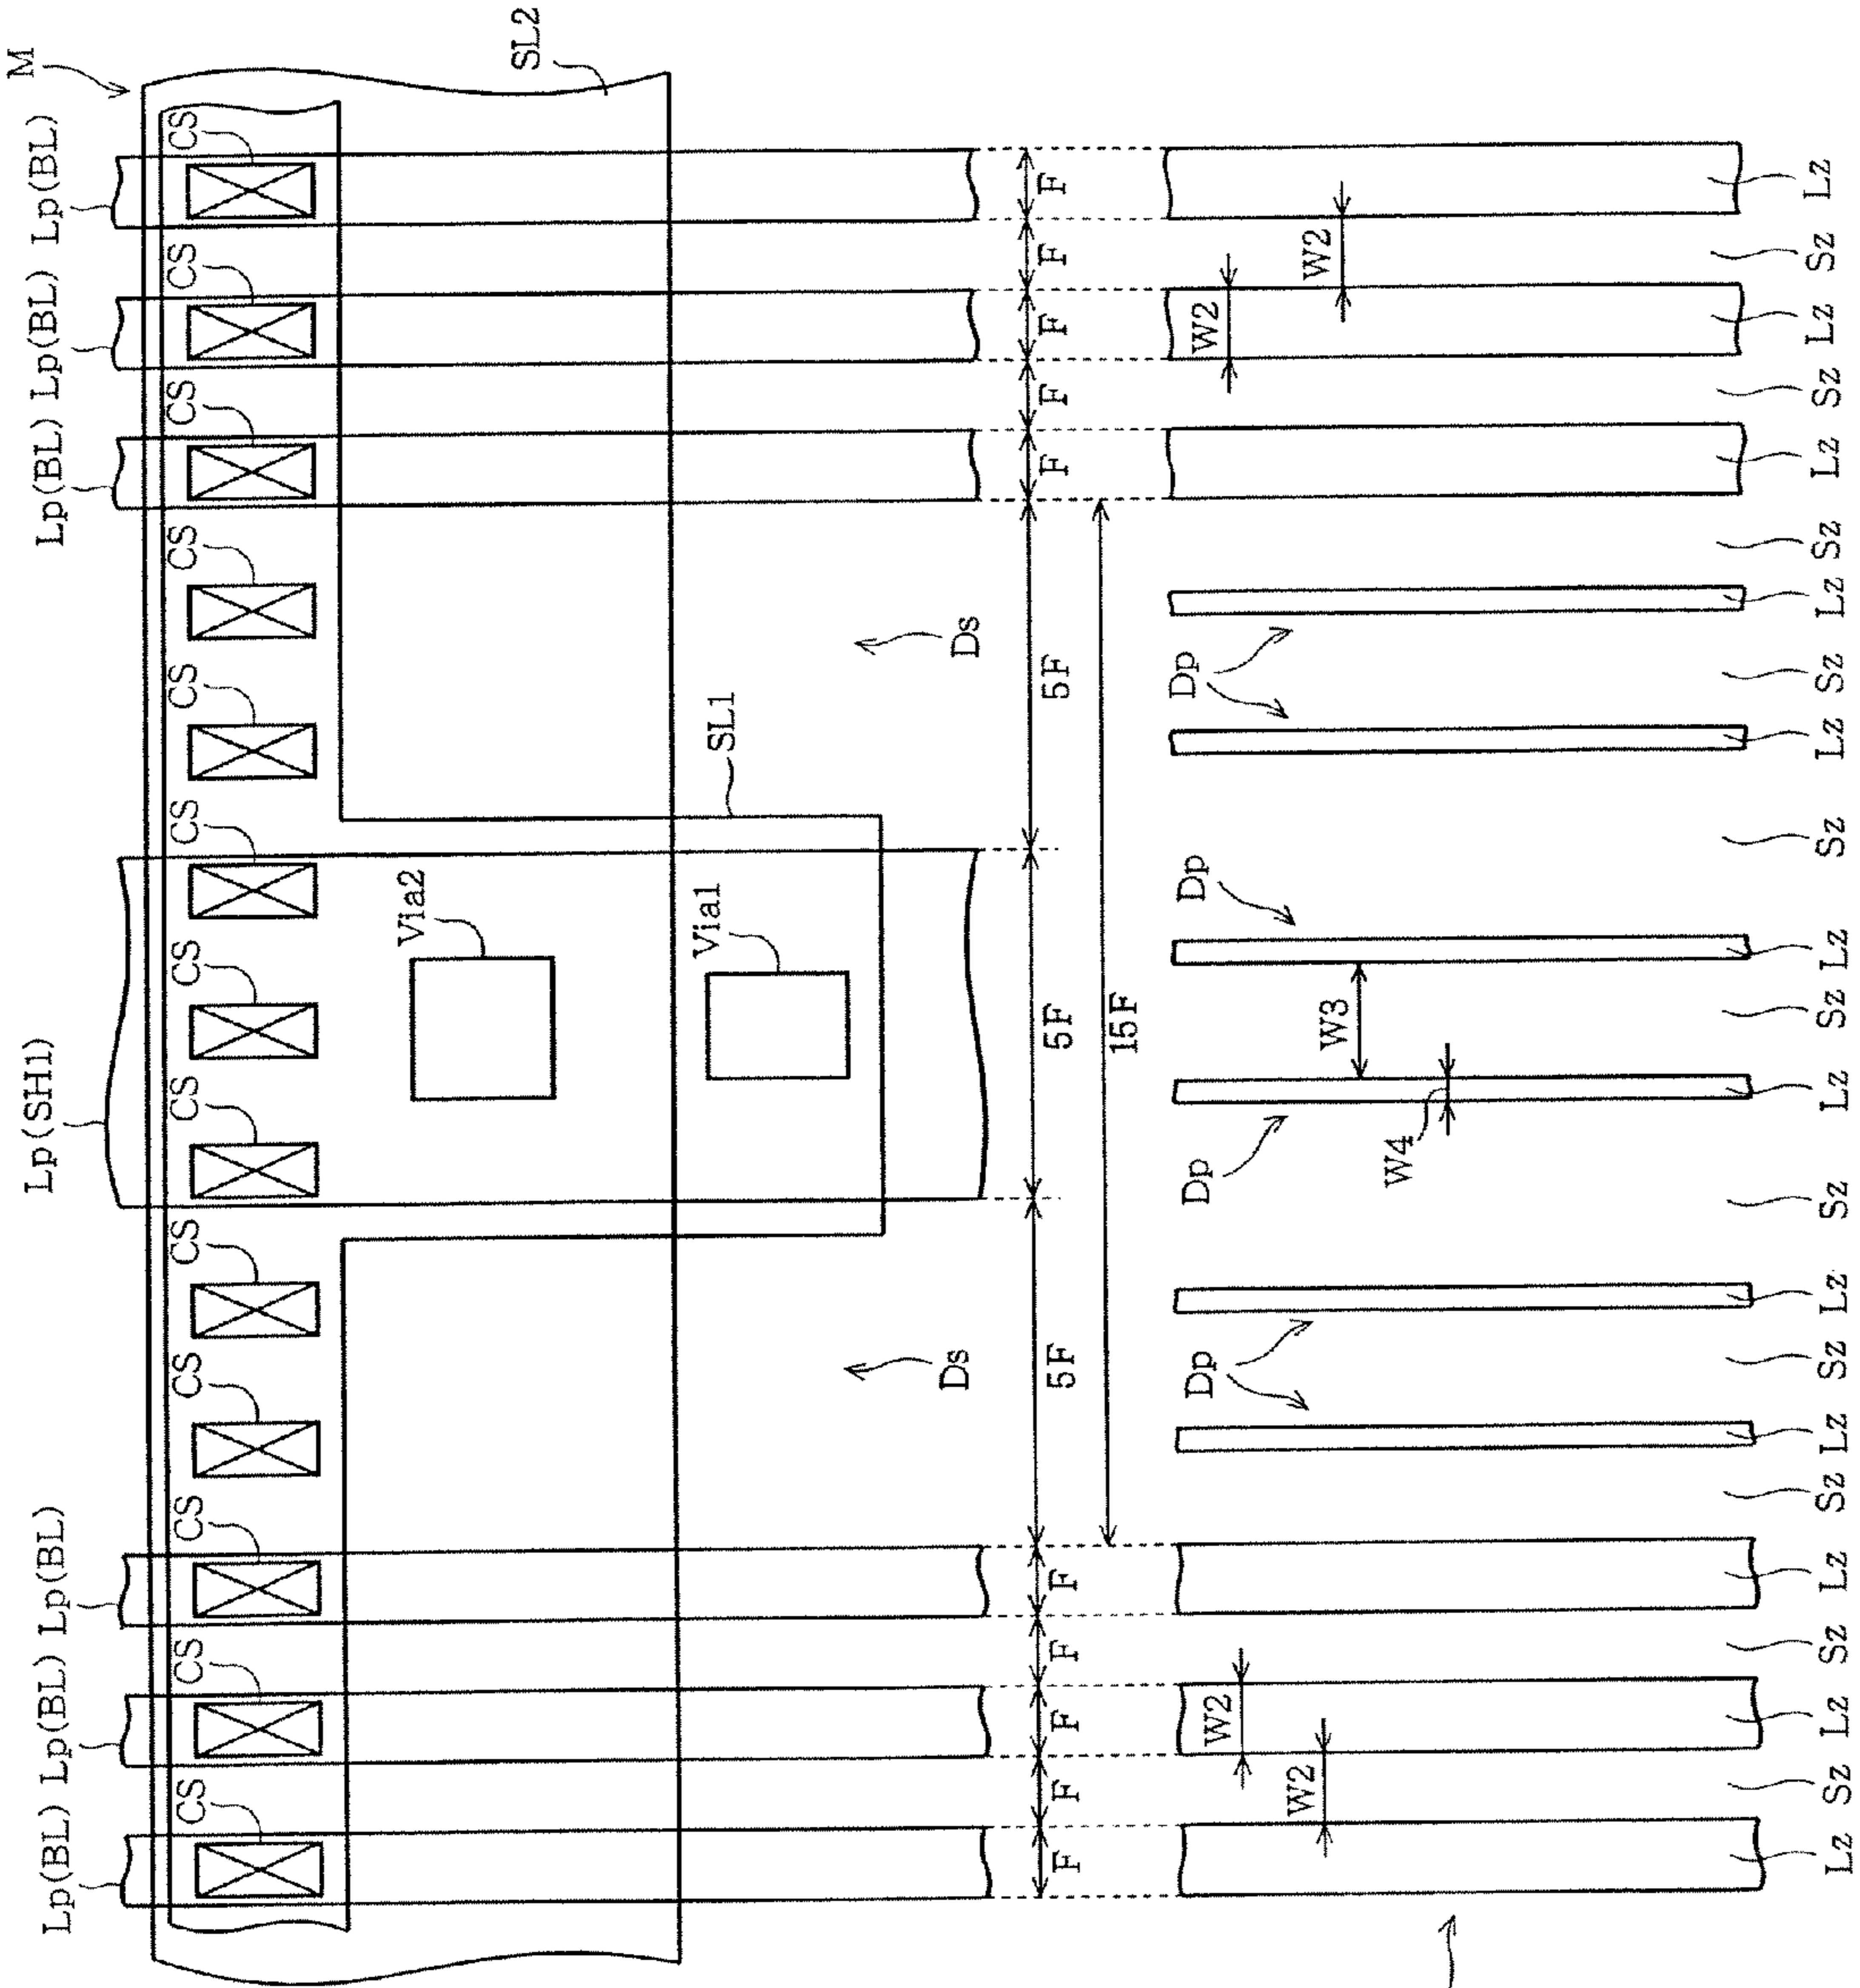 Lp(BL) Lp(BL) Lp(BL)
Lp(SH1)
Lp(BL) Lp(BL) Lp(BL)
M
CS
CS
CS
CS
CS
CS
CS
CS
CS
CS
CS
CS
CS
SL2
Via2
Via1
SL1
Ds
Ds
F
F
F
F
F
5F
5F
5F
F
F
F
F
F
15F
W2
W2
Dp
Dp
W4
W3
Dp
Dp
W2
W2
Lz
Sz
Lz
Sz
Lz
Sz
Lz
Sz
Lz
Sz
Lz
Sz
Lz
Sz
Lz
Sz
Lz
Sz
Lz
Sz
Lz
Sz
Lz